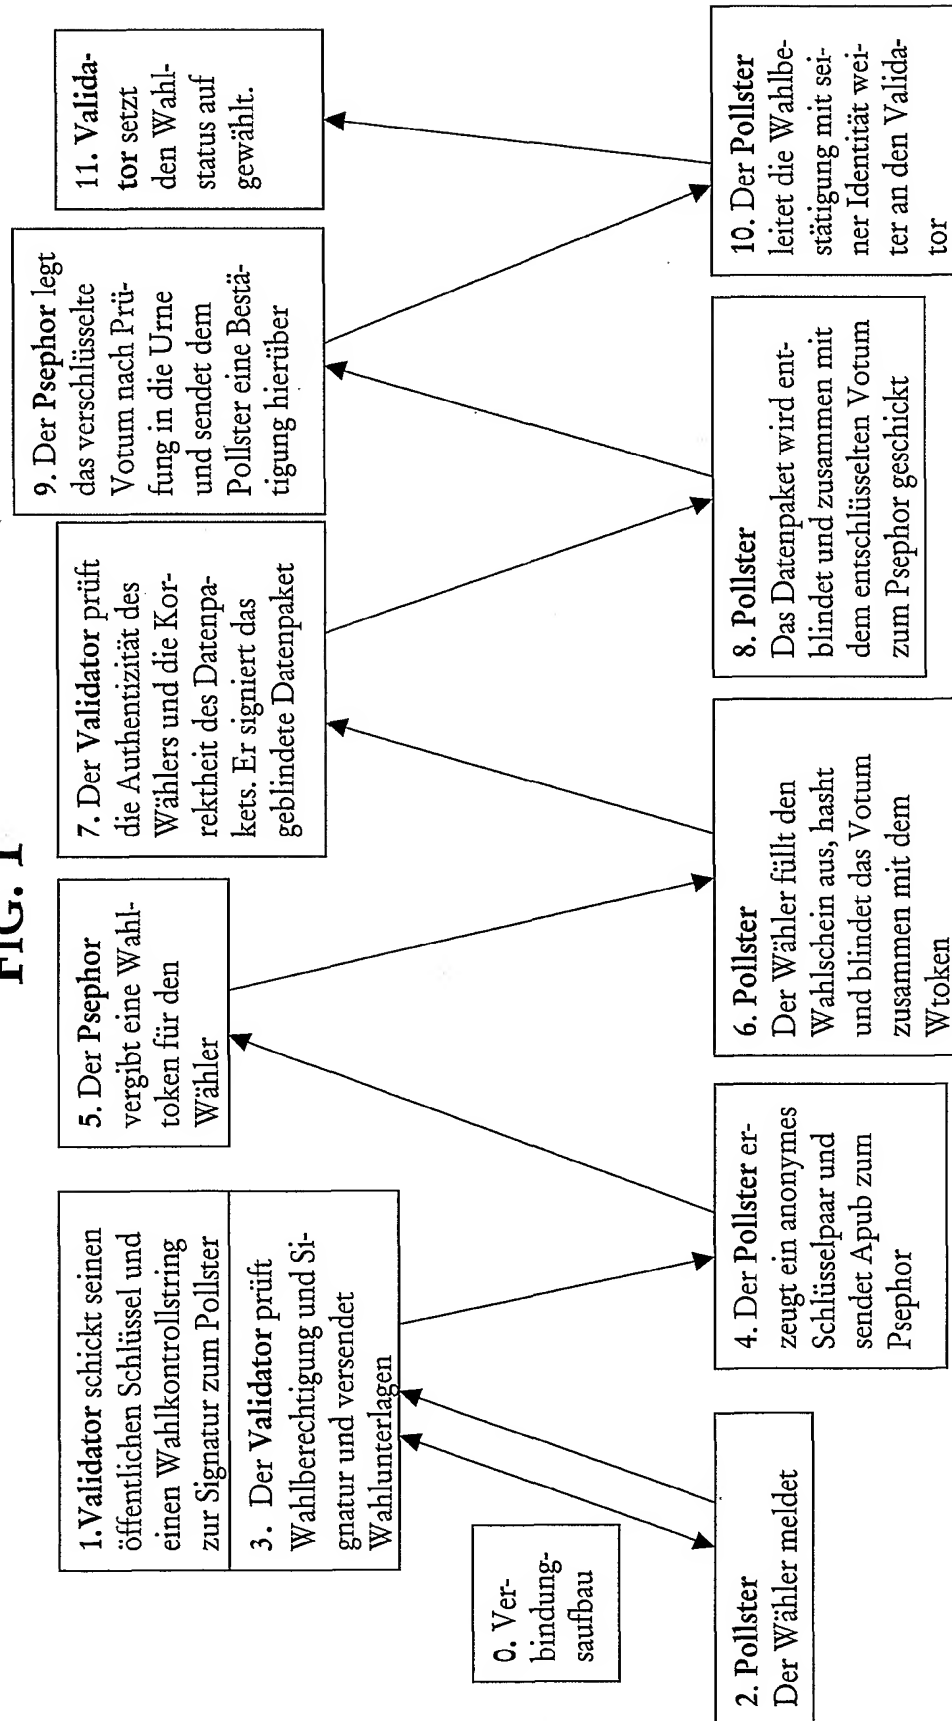 FIG. 1
0. Ver-
bindung-
saufbau
1. Validator schickt seinen
öffentlichen Schlüssel und
einen Wahlkontrollstring
zur Signatur zum Pollster
2. Pollster
Der Wähler meldet
3. Der Validator prüft
Wahlberechtigung und Si-
gnatur und versendet
Wahlunterlagen
4. Der Pollster er-
zeugt ein anonymes
Schlüsselpaar und
sendet Apub zum
Psephor
5. Der Psephor
vergibt eine Wahl-
token für den
Wähler
6. Pollster
Der Wähler füllt den
Wahlschein aus, hasht
und blindet das Votum
zusammen mit dem
Wtoken
7. Der Validator prüft
die Authentizität des
Wählers und die Kor-
rektheit des Datenpa-
kets. Er signiert das
geblindete Datenpaket
8. Pollster
Das Datenpaket wird ent-
blindet und zusammen mit
dem entschlüsselten Votum
zum Psephor geschickt
9. Der Psephor legt
das verschlüsselte
Votum nach Prü-
fung in die Urne
und sendet dem
Pollster eine Bestä-
tigung hierüber
10. Der Pollster
leitet die Wahlbe-
stätigung mit sei-
ner Identität wei-
ter an den Valida-
tor
11. Valida-
tor setzt
den Wahl-
status auf
gewählt.